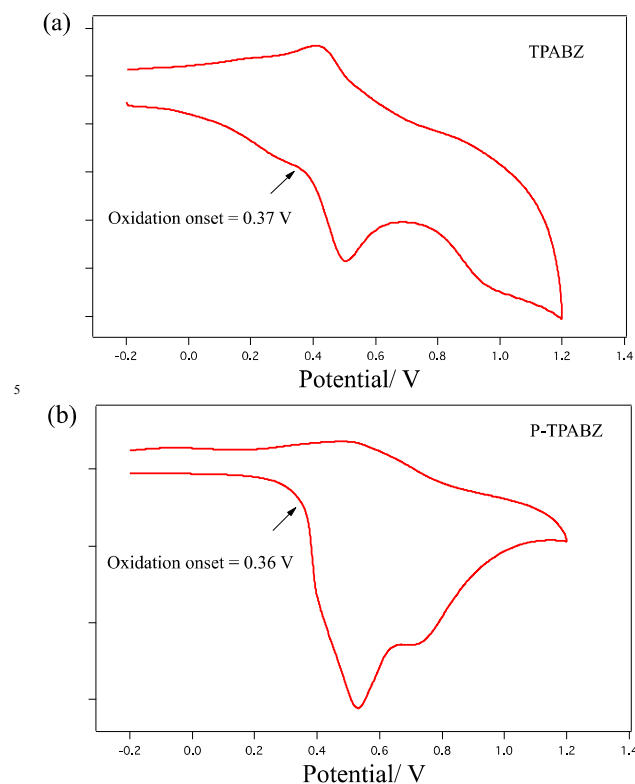 (a)
TPABZ
Oxidation onset = 0.37 V
-0.2 0.0 0.2 0.4 0.6 0.8 1.0 1.2 1.4
Potential/ V
5
(b)
P-TPABZ
Oxidation onset = 0.36 V
-0.2 0.0 0.2 0.4 0.6 0.8 1.0 1.2 1.4
Potential/ V